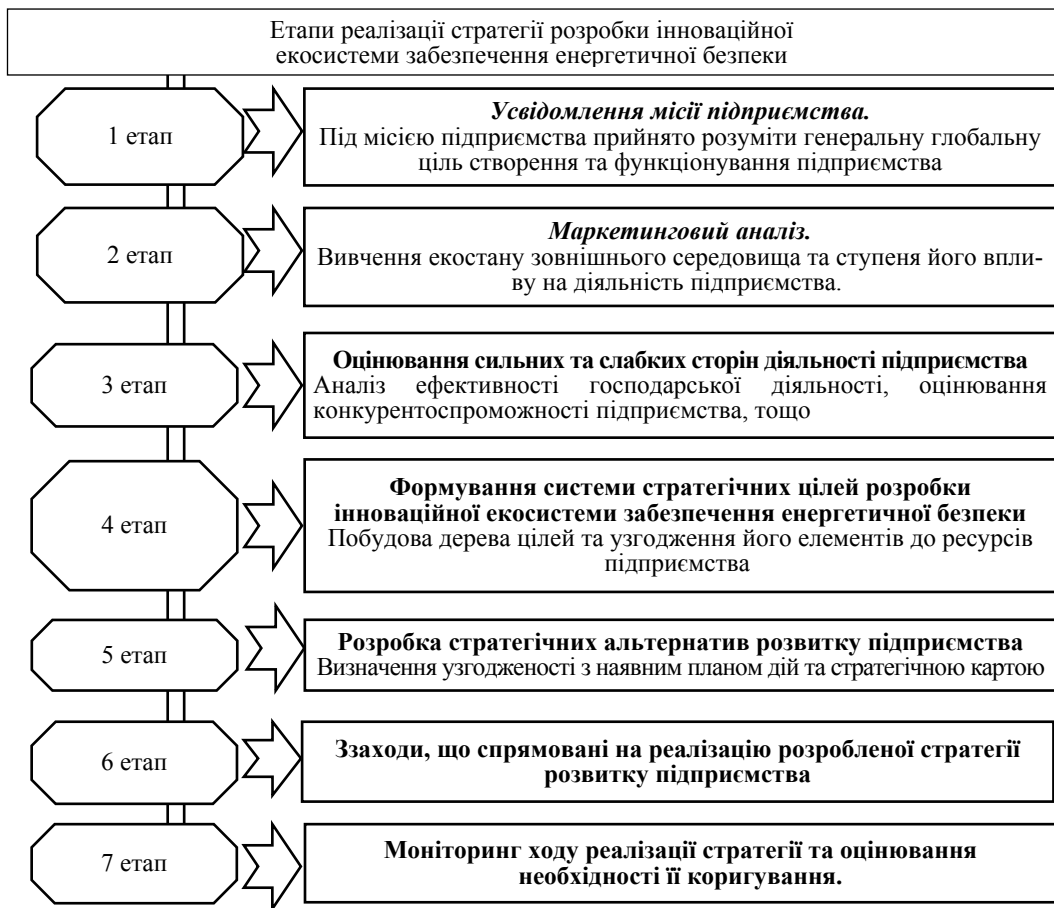 Етапи реалізації стратегії розробки інноваційної
екосистеми забезпечення енергетичної безпеки
1 етап
Усвідомлення місії підприємства.
Під місією підприємства прийнято розуміти генеральну глобальну
ціль створення та функціонування підприємства
2 етап
Маркетинговий аналіз.
Вивчення екостану зовнішнього середовища та ступеня його впли-
ву на діяльність підприємства.
3 етап
Оцінювання сильних та слабких сторін діяльності підприємства
Аналіз ефективності господарської діяльності, оцінювання
конкурентоспроможності підприємства, тощо
4 етап
Формування системи стратегічних цілей розробки
інноваційної екосистеми забезпечення енергетичної безпеки
Побудова дерева цілей та узгодження його елементів до ресурсів
підприємства
5 етап
Розробка стратегічних альтернатив розвитку підприємства
Визначення узгодженості з наявним планом дій та стратегічною картою
6 етап
Ззаходи, що спрямовані на реалізацію розробленої стратегії
розвитку підприємства
7 етап
Моніторинг ходу реалізації стратегії та оцінювання
необхідності її коригування.